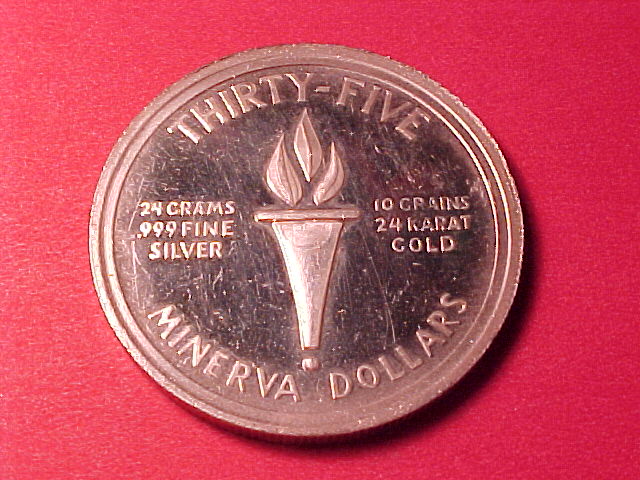 THIRTY-FIVE
24 GRAMS
.999 FINE
SILVER
10 GRAINS
24 KARAT
GOLD
MINERVA DOLLARS